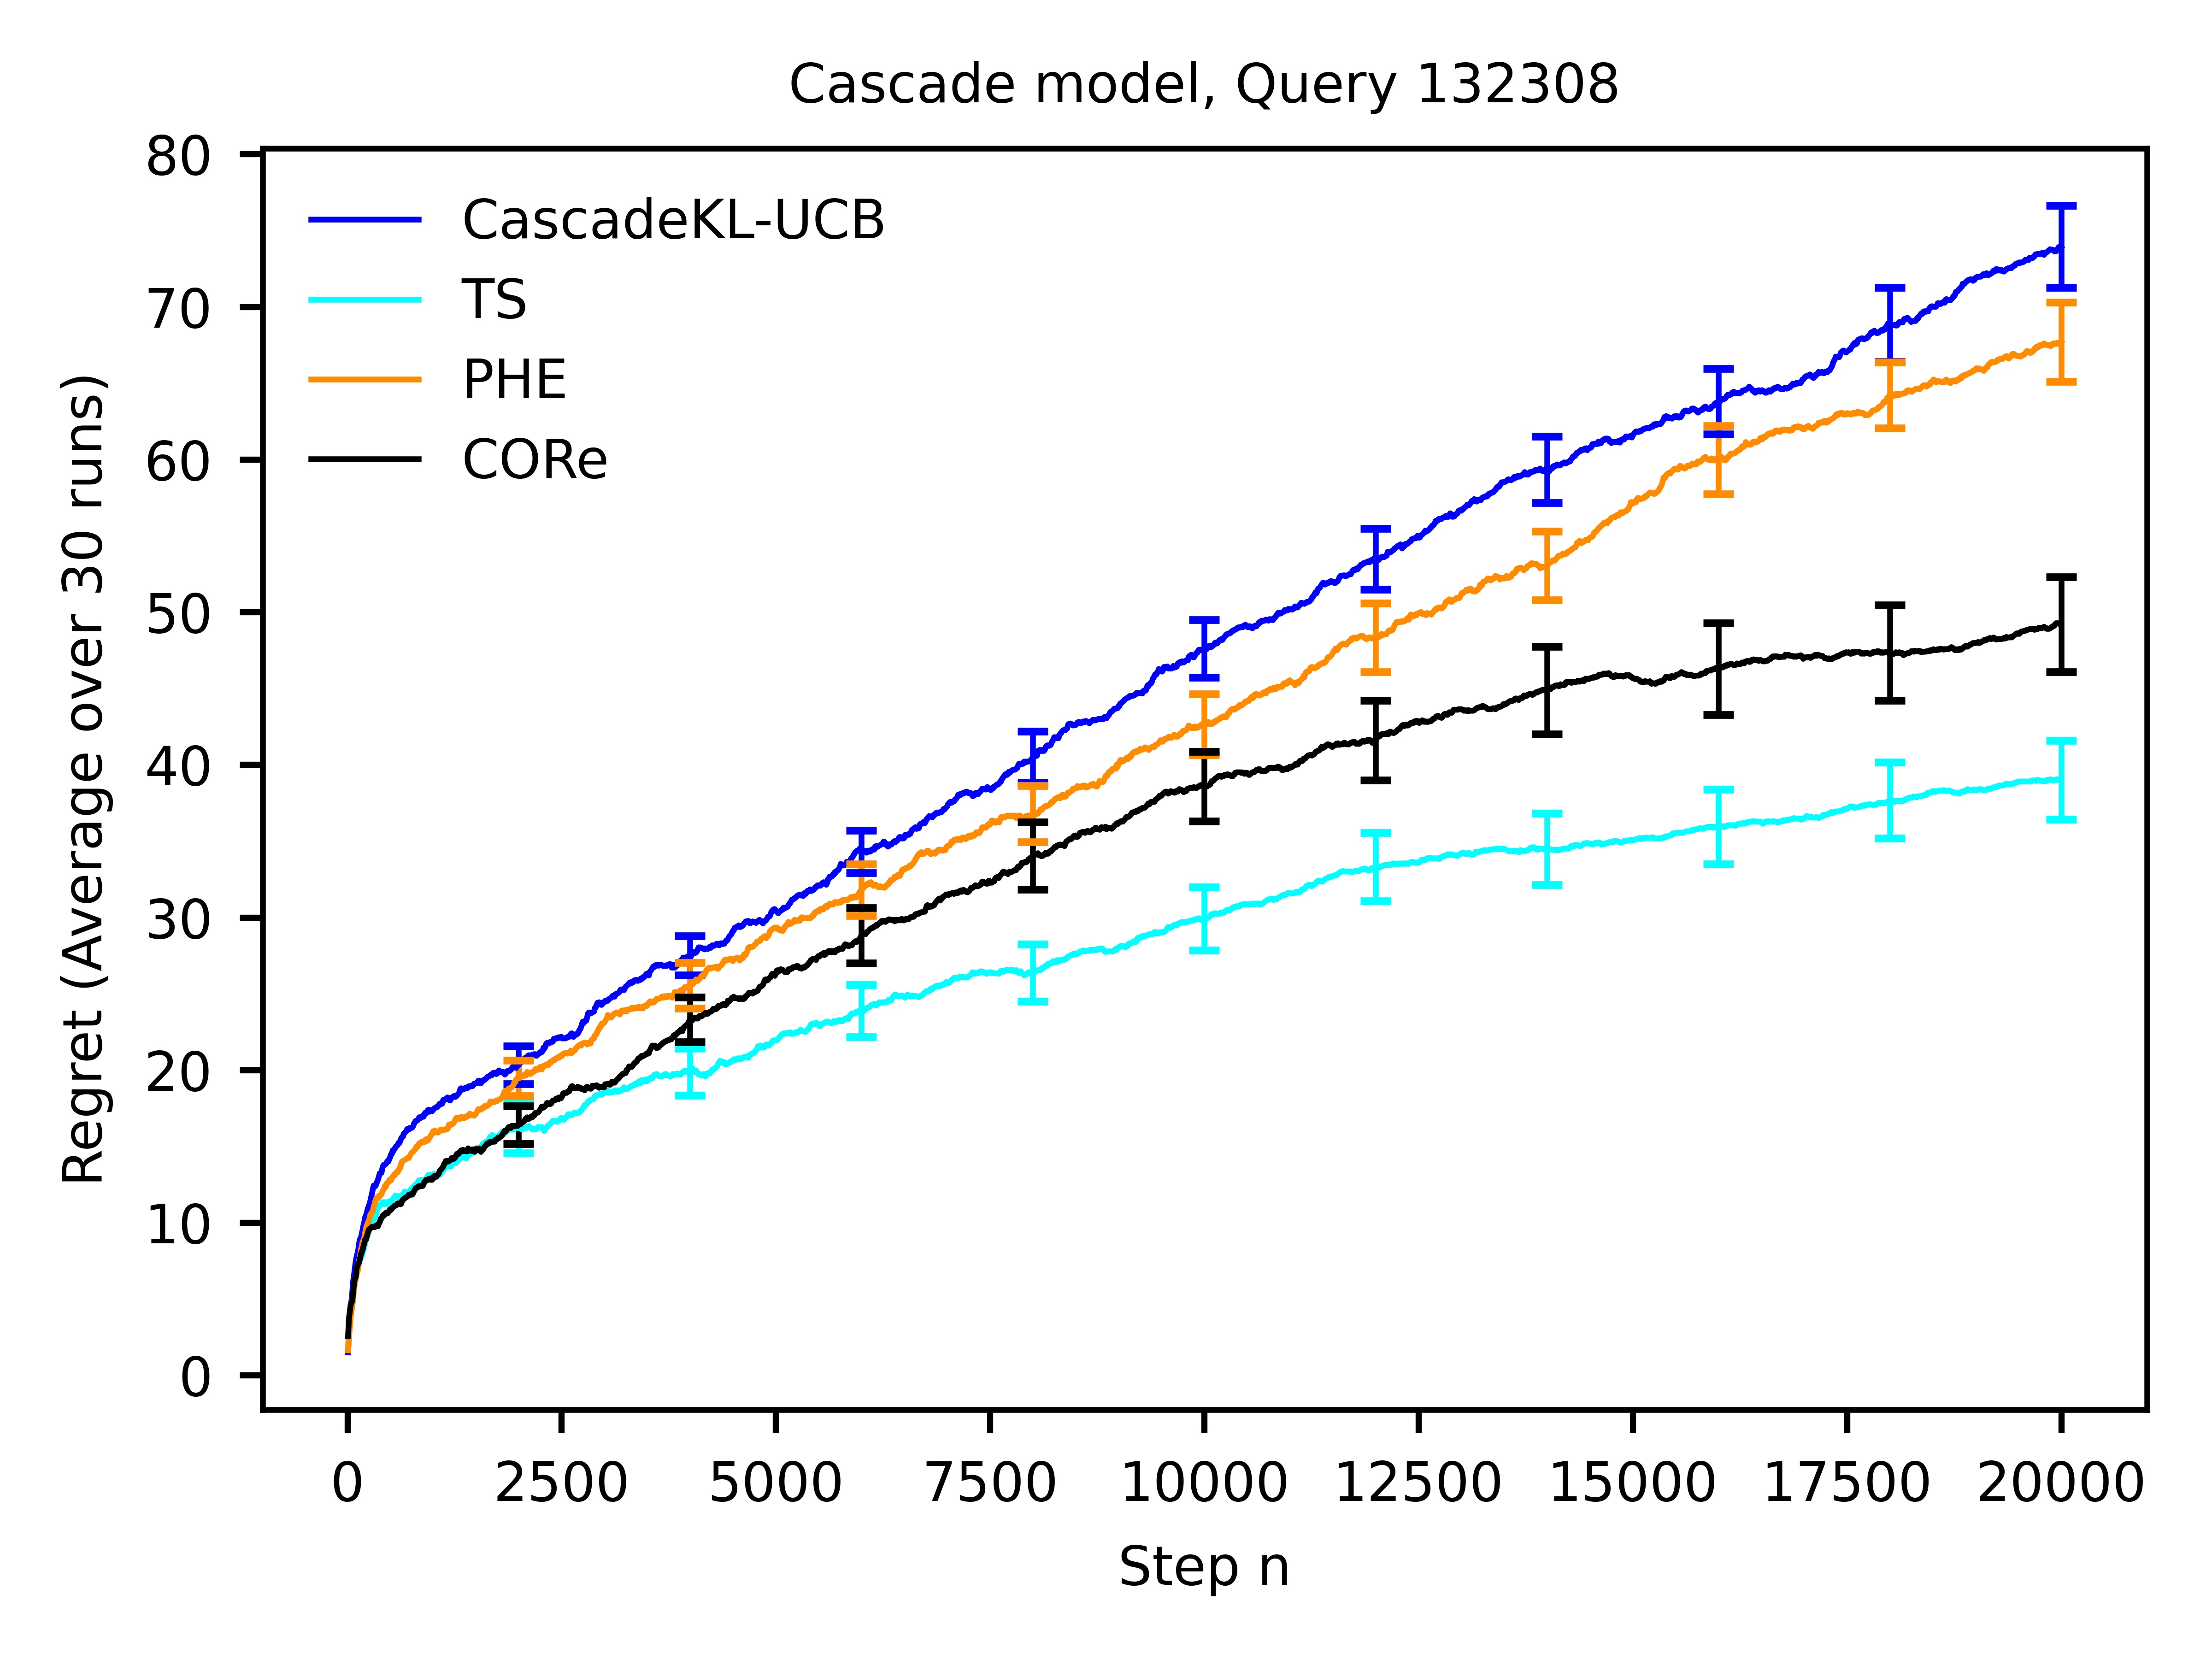 Cascade model, Query 132308
80
70
60
50
40
30
20
10
0
Regret (Average over 30 runs)
CascadeKL-UCB
TS
PHE
CORe
0 2500 5000 7500 10000 12500 15000 17500 20000
Step n